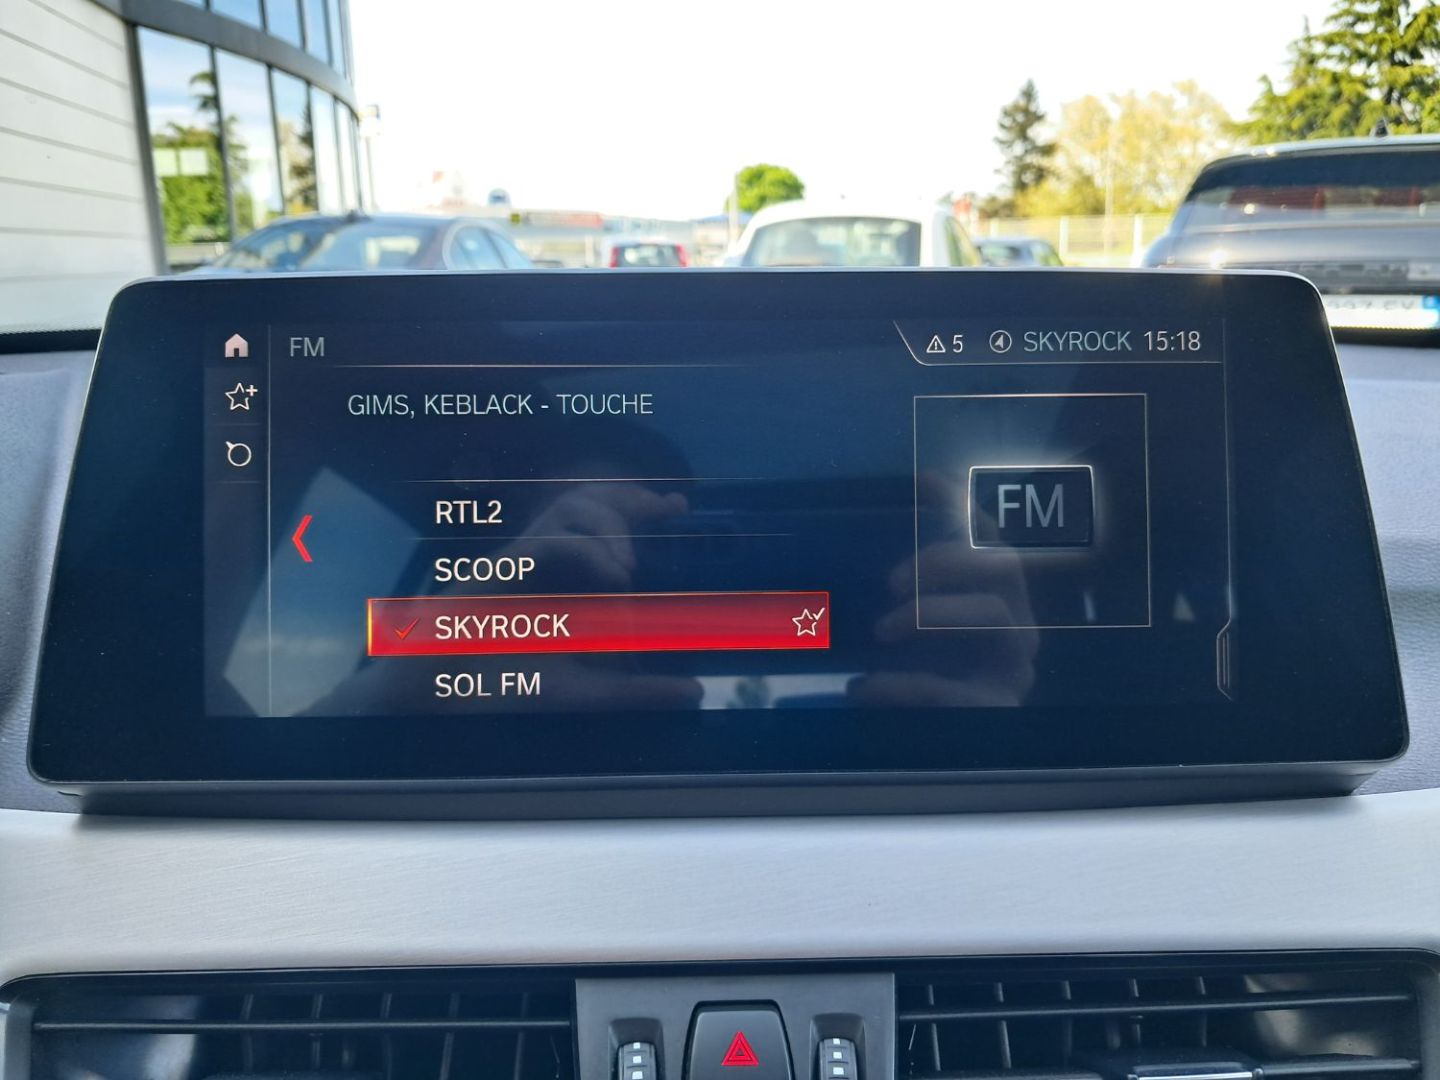 FM
5 SKYROCK 15:18
GIMS, KEBLACK - TOUCHE
RTL2
SCOOP
SKYROCK
SOL FM
FM